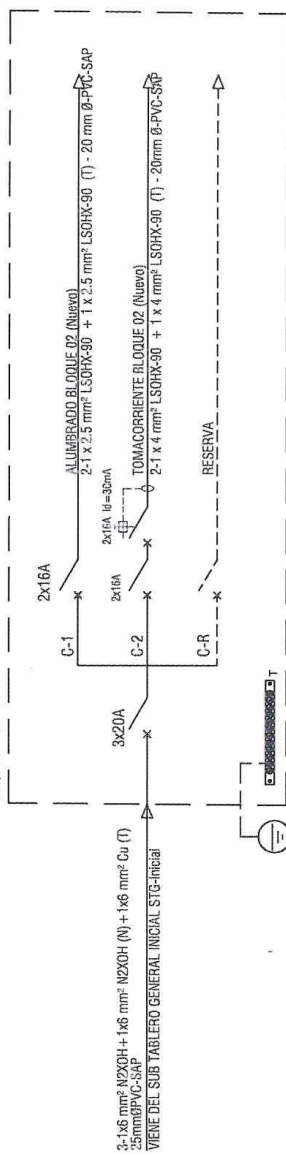 3-1x6 mm² N2XOH+1x6 mm² N2XOH (N)+1x6 mm² Cu (T)
25mmØPVC-SAP
VIENE DEL SUB TABLERO GENERAL INICIAL STG-Inicial
3x20A
C-1
2x16A
ALUMBRADO BLOQUE 02 (Nuevo)
2-1 x 2.5 mm² LSOHX-90 + 1 x 2.5 mm² LSOHX-90 (T) - 20 mm Ø-PVC-SAP
C-2
2x16A
2x16A Id=30mA
TOMACORRIENTE BLOQUE 02 (Nuevo)
2-1 x 4 mm² LSOHX-90 + 1 x 4 mm² LSOHX-90 (T) - 20mm Ø-PVC-SAP
C-R
RESERVA
T